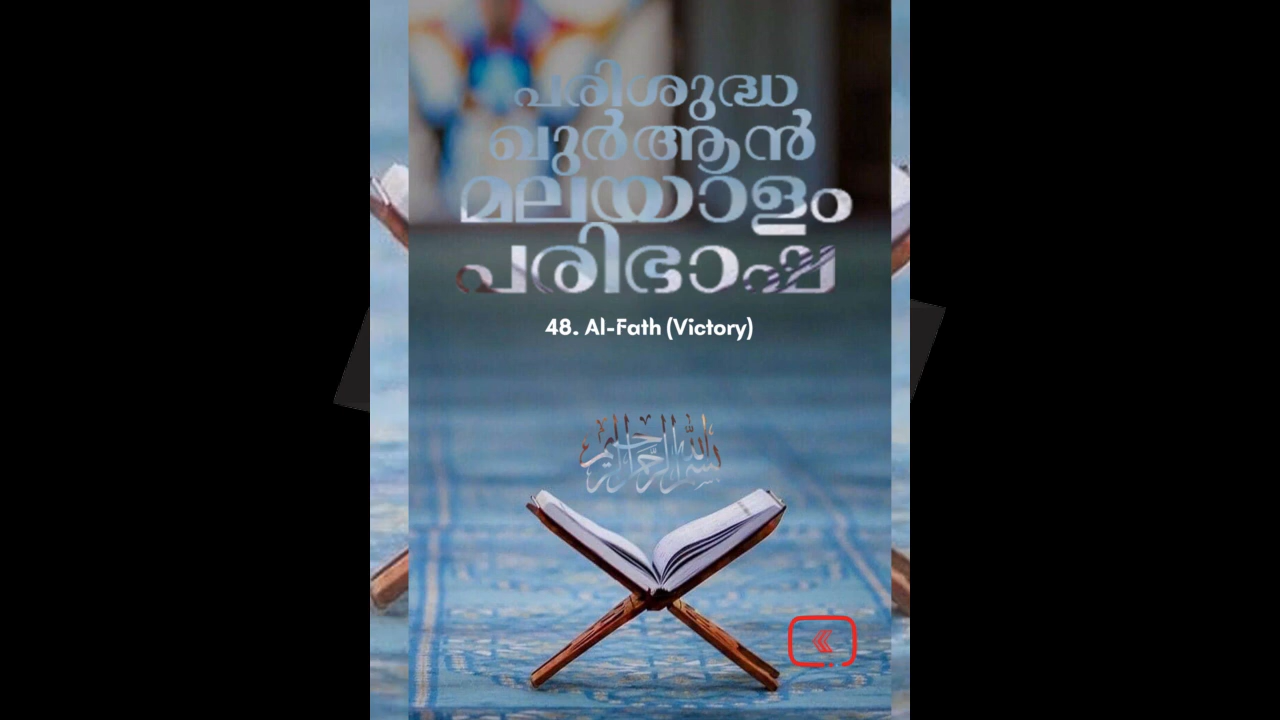 പരിശുദ്ധ
ഖുർആൻ
മലയാളം
പരിഭാഷ
48. Al-Fath (Victory)
بسم الله الرحمن الرحيم